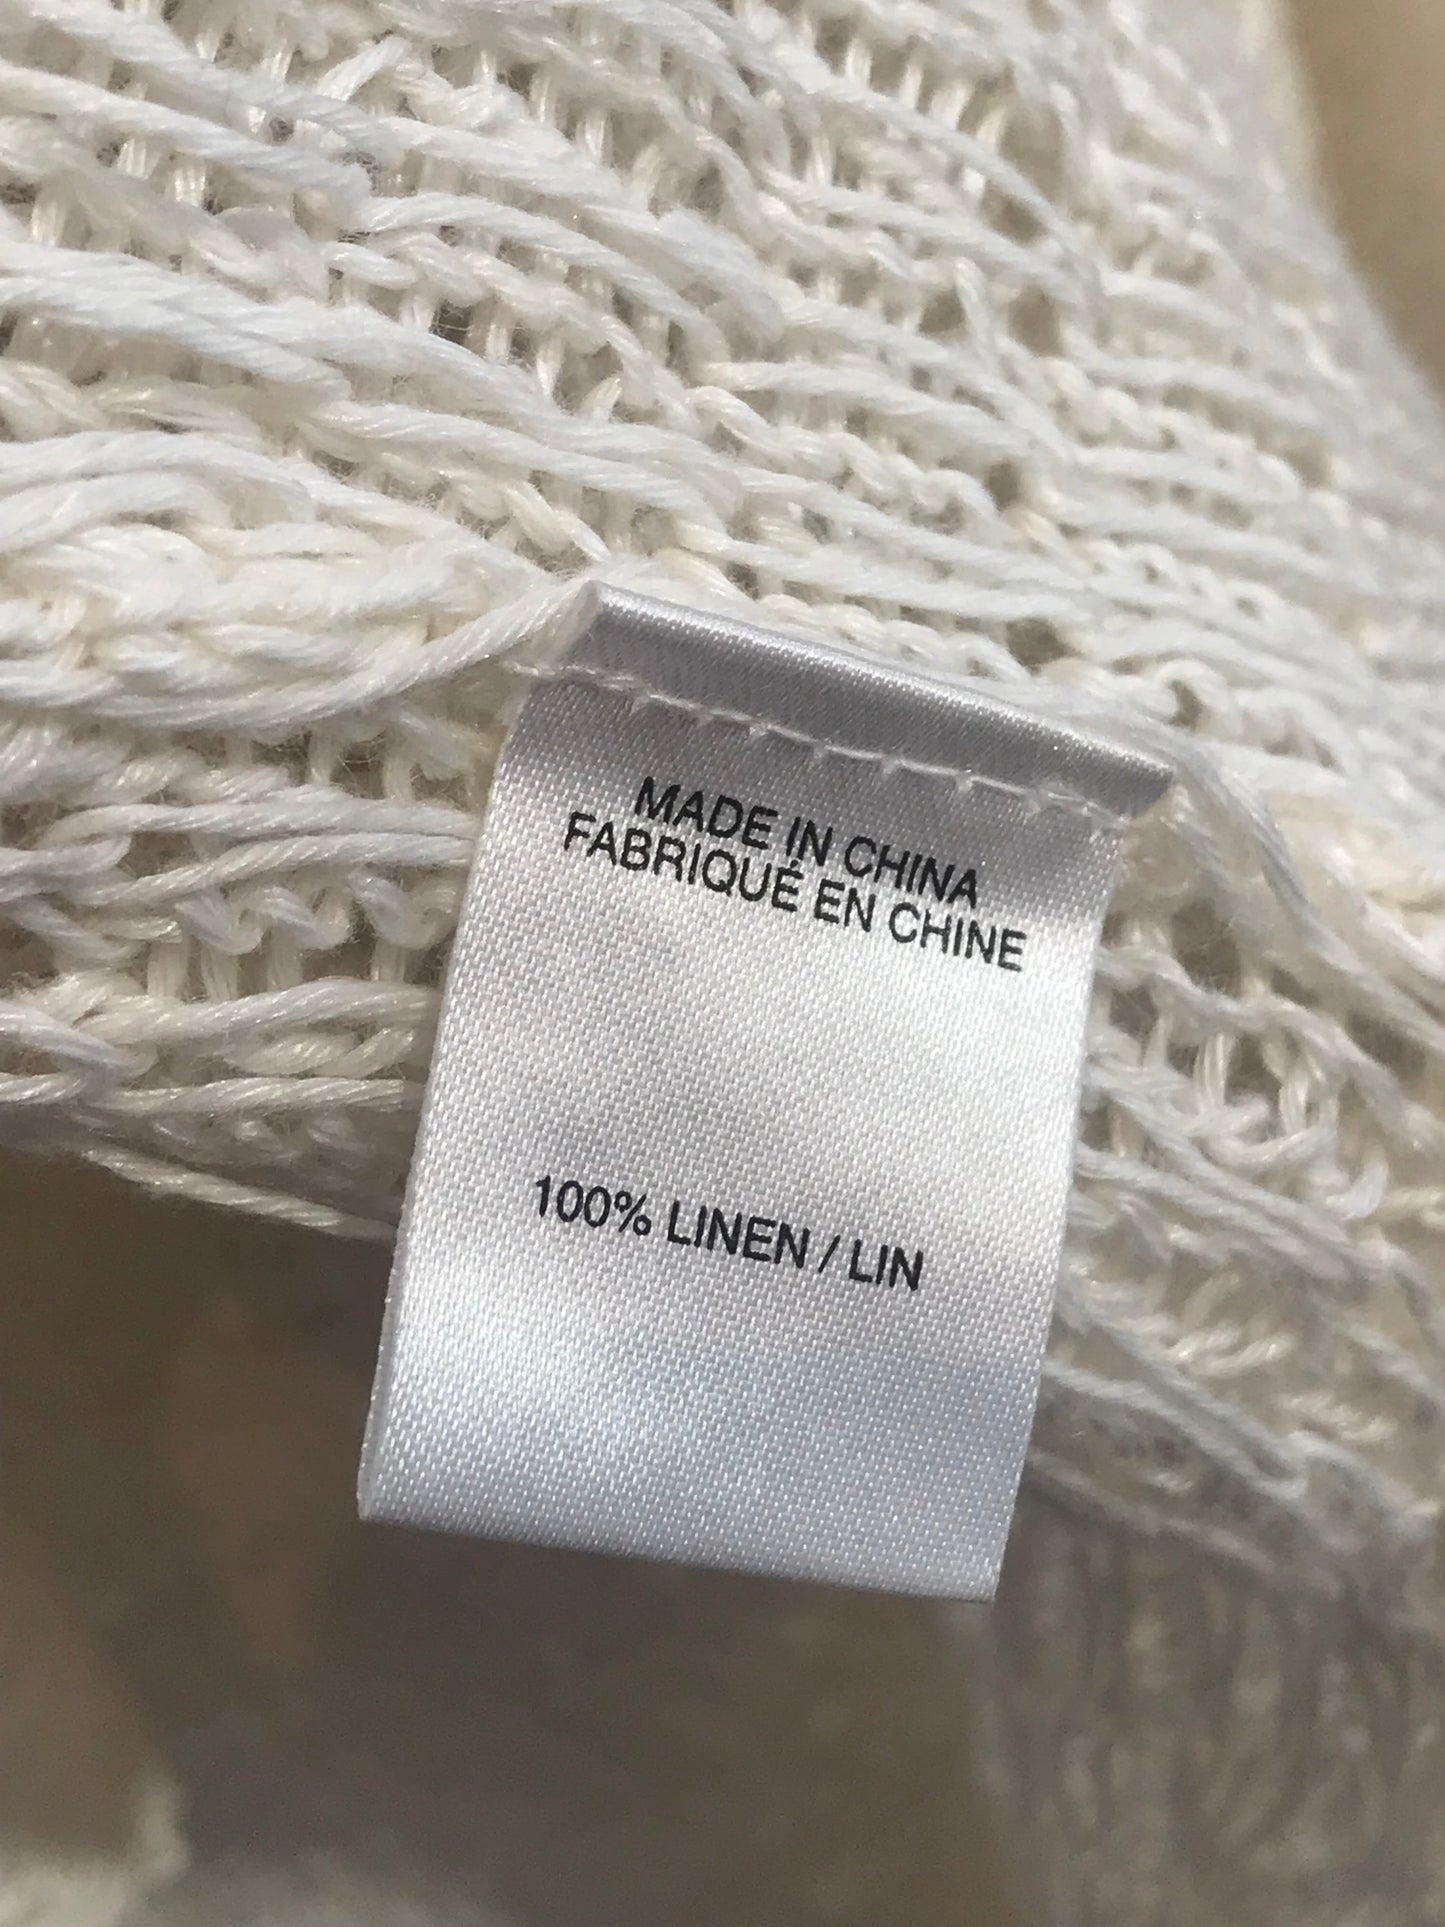 MADE IN CHINA
FABRIQUÉ EN CHINE
100% LINEN / LIN